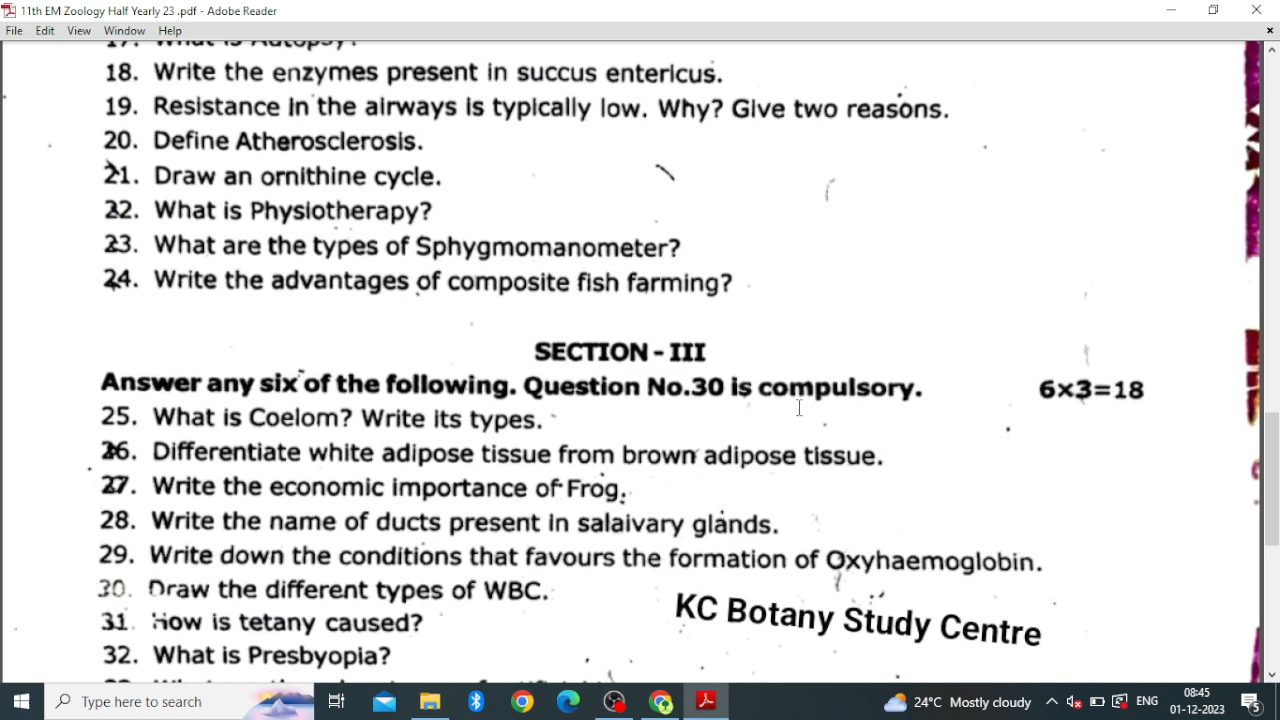 11th EM Zoology Half Yearly 23 .pdf - Adobe Reader
File Edit View Window Help
17. What is Autopsy?
18. Write the enzymes present in succus entericus.
19. Resistance in the airways is typically low. Why? Give two reasons.
20. Define Atherosclerosis.
21. Draw an ornithine cycle.
22. What is Physiotherapy?
23. What are the types of Sphygmomanometer?
24. Write the advantages of composite fish farming?
SECTION - III
Answer any six of the following. Question No.30 is compulsory. 6×3=18
25. What is Coelom? Write its types.
26. Differentiate white adipose tissue from brown adipose tissue.
27. Write the economic importance of Frog.
28. Write the name of ducts present in salaivary glands.
29. Write down the conditions that favours the formation of Oxyhaemoglobin.
30. Draw the different types of WBC.
31. How is tetany caused?
32. What is Presbyopia?
KC Botany Study Centre
Type here to search
24°C Mostly cloudy
ENG
08:45
01-12-2023
5